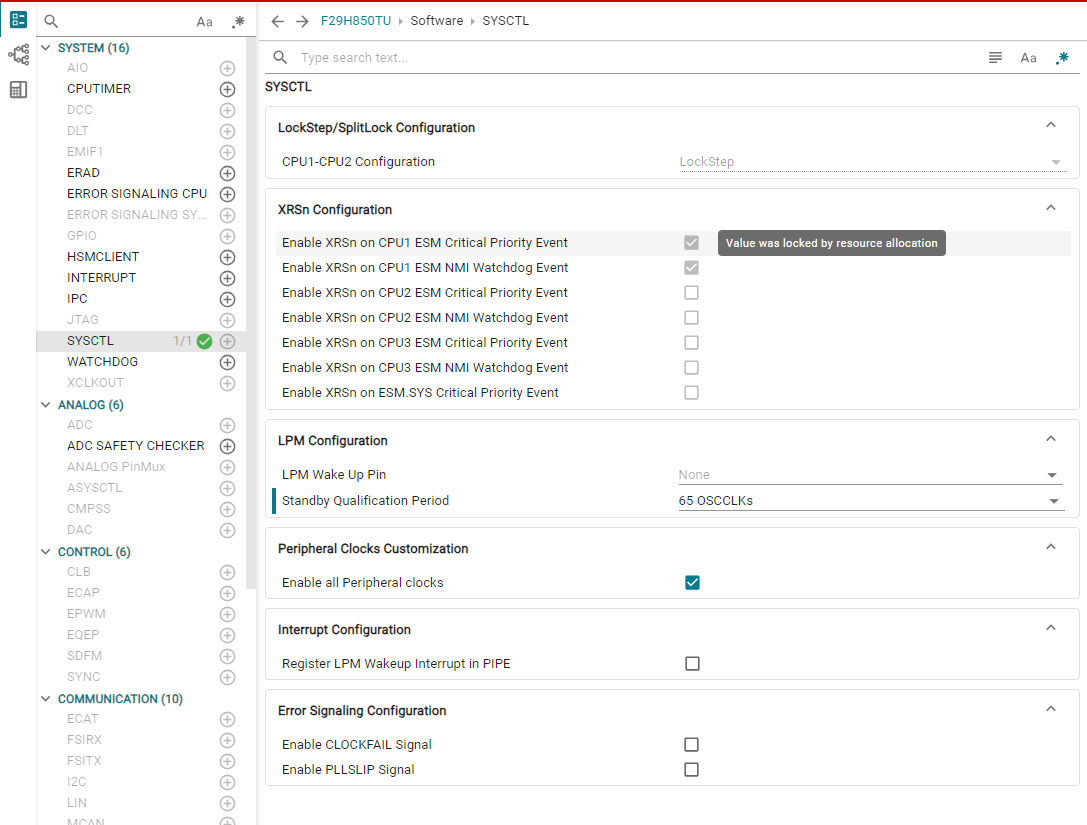 Aa .*
SYSTEM (16)
AIO
CPUTIMER
DCC
DLT
EMIF1
ERAD
ERROR SIGNALING CPU
ERROR SIGNALING SY...
GPIO
HSMCLIENT
INTERRUPT
IPC
JTAG
SYSCTL 1/1
WATCHDOG
XCLKOUT
ANALOG (6)
ADC
ADC SAFETY CHECKER
ANALOG PinMux
ASYSCTL
CMPSS
DAC
CONTROL (6)
CLB
ECAP
EPWM
EQEP
SDFM
SYNC
COMMUNICATION (10)
ECAT
FSIRX
FSITX
I2C
LIN
MCAN
F29H850TU Software SYSCTL
Type search text... Aa .*
SYSCTL
LockStep/SplitLock Configuration
CPU1-CPU2 Configuration LockStep
XRSn Configuration
Enable XRSn on CPU1 ESM Critical Priority Event Value was locked by resource allocation
Enable XRSn on CPU1 ESM NMI Watchdog Event
Enable XRSn on CPU2 ESM Critical Priority Event
Enable XRSn on CPU2 ESM NMI Watchdog Event
Enable XRSn on CPU3 ESM Critical Priority Event
Enable XRSn on CPU3 ESM NMI Watchdog Event
Enable XRSn on ESM.SYS Critical Priority Event
LPM Configuration
LPM Wake Up Pin None
Standby Qualification Period 65 OSCCLKs
Peripheral Clocks Customization
Enable all Peripheral clocks
Interrupt Configuration
Register LPM Wakeup Interrupt in PIPE
Error Signaling Configuration
Enable CLOCKFAIL Signal
Enable PLLSLIP Signal